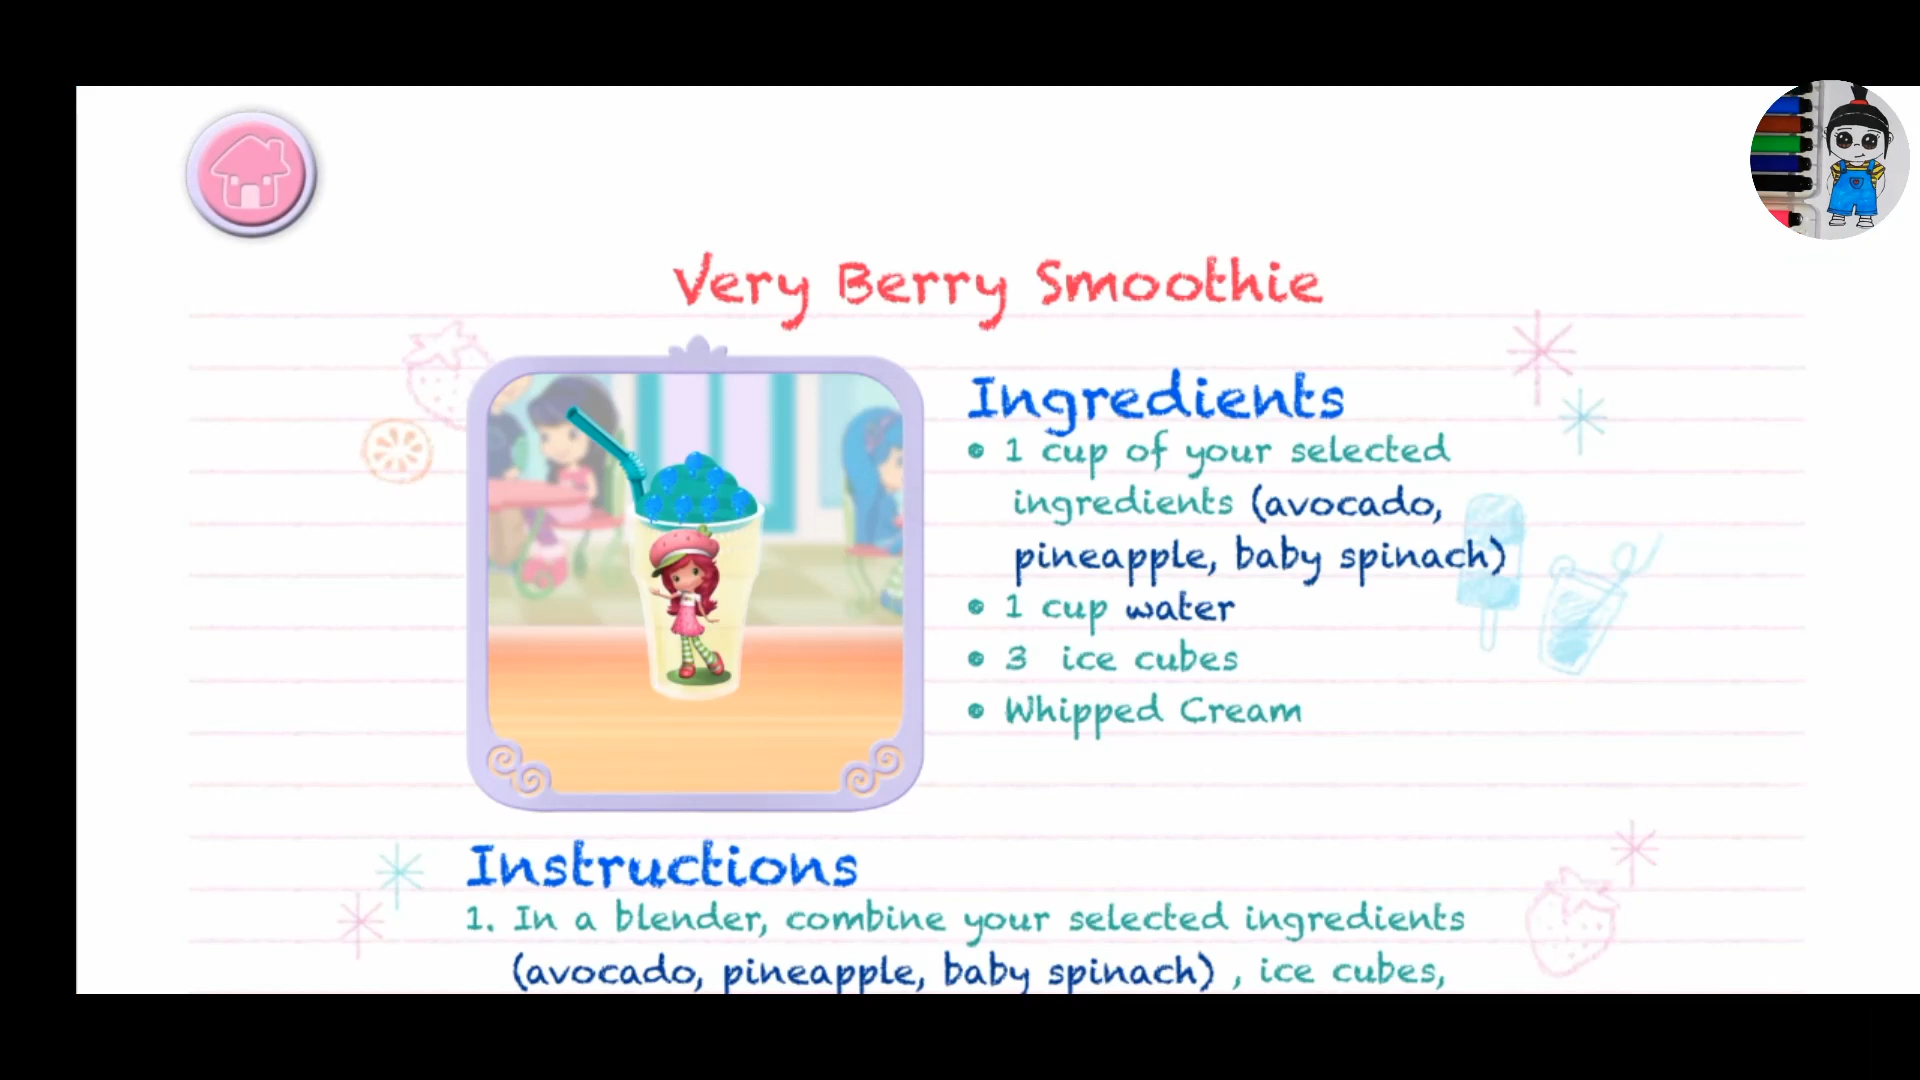 Very Berry Smoothie
Ingredients
• 1 cup of your selected
ingredients (avocado,
pineapple, baby spinach)
• 1 cup water
• 3 ice cubes
• Whipped Cream
Instructions
1. In a blender, combine your selected ingredients
(avocado, pineapple, baby spinach) , ice cubes,